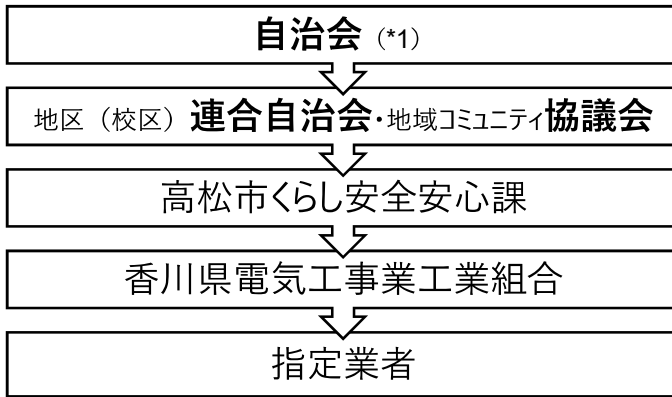 自治会 (*1)
地区（校区）連合自治会・地域コミュニティ協議会
高松市くらし安全安心課
香川県電気工事業工業組合
指定業者